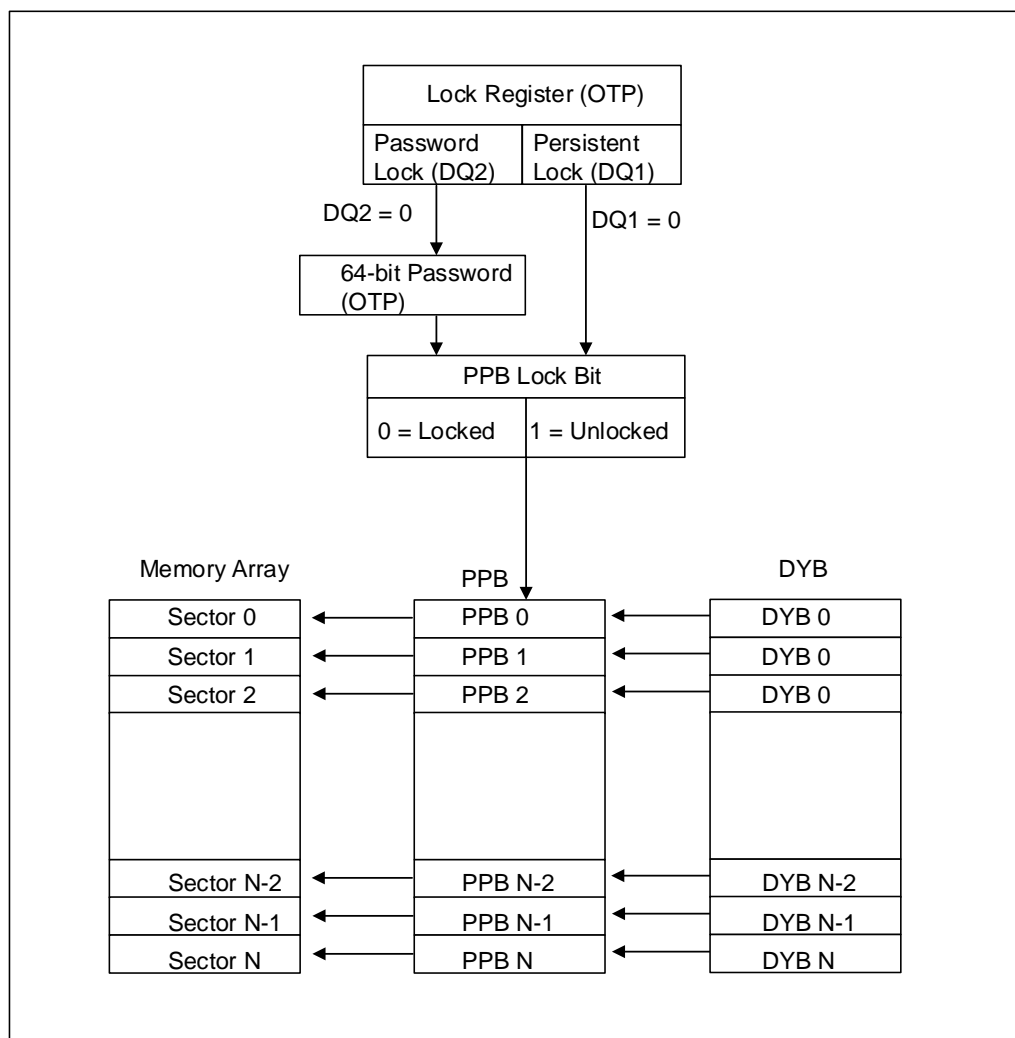 Lock Register (OTP)
Password
Lock (DQ2)
Persistent
Lock (DQ1)
DQ2 = 0
DQ1 = 0
64-bit Password
(OTP)
PPB Lock Bit
0 = Locked
1 = Unlocked
Memory Array
PPB
DYB
Sector 0
PPB 0
DYB 0
Sector 1
PPB 1
DYB 0
Sector 2
PPB 2
DYB 0
Sector N-2
PPB N-2
DYB N-2
Sector N-1
PPB N-1
DYB N-1
Sector N
PPB N
DYB N